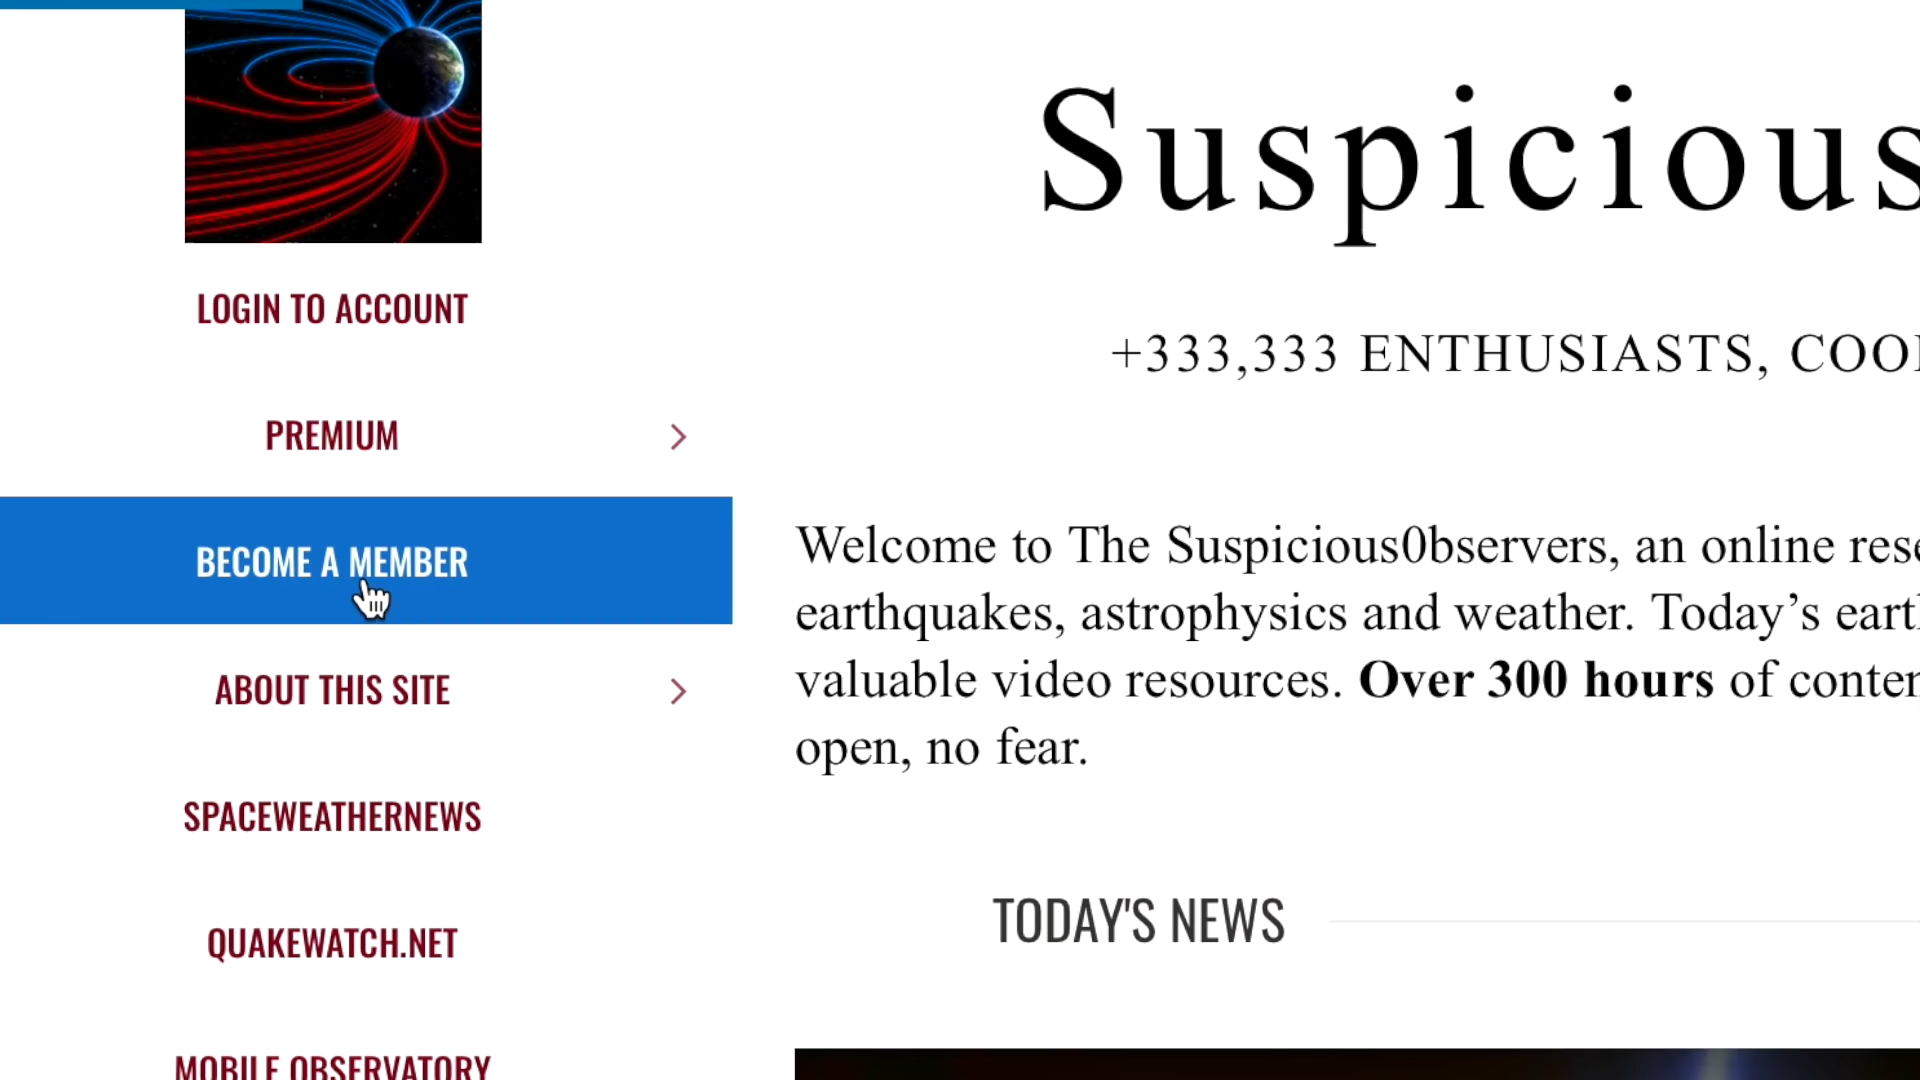 LOGIN TO ACCOUNT
PREMIUM
BECOME A MEMBER
ABOUT THIS SITE
SPACEWEATHERNEWS
QUAKEWATCH.NET
MOBILE OBSERVATORY
Suspicious
+333,333 ENTHUSIASTS,
Welcome to The Suspicious0bservers, an online
earthquakes, astrophysics and weather. Today’s
valuable video resources. Over 300 hours of
open, no fear.
TODAY'S NEWS